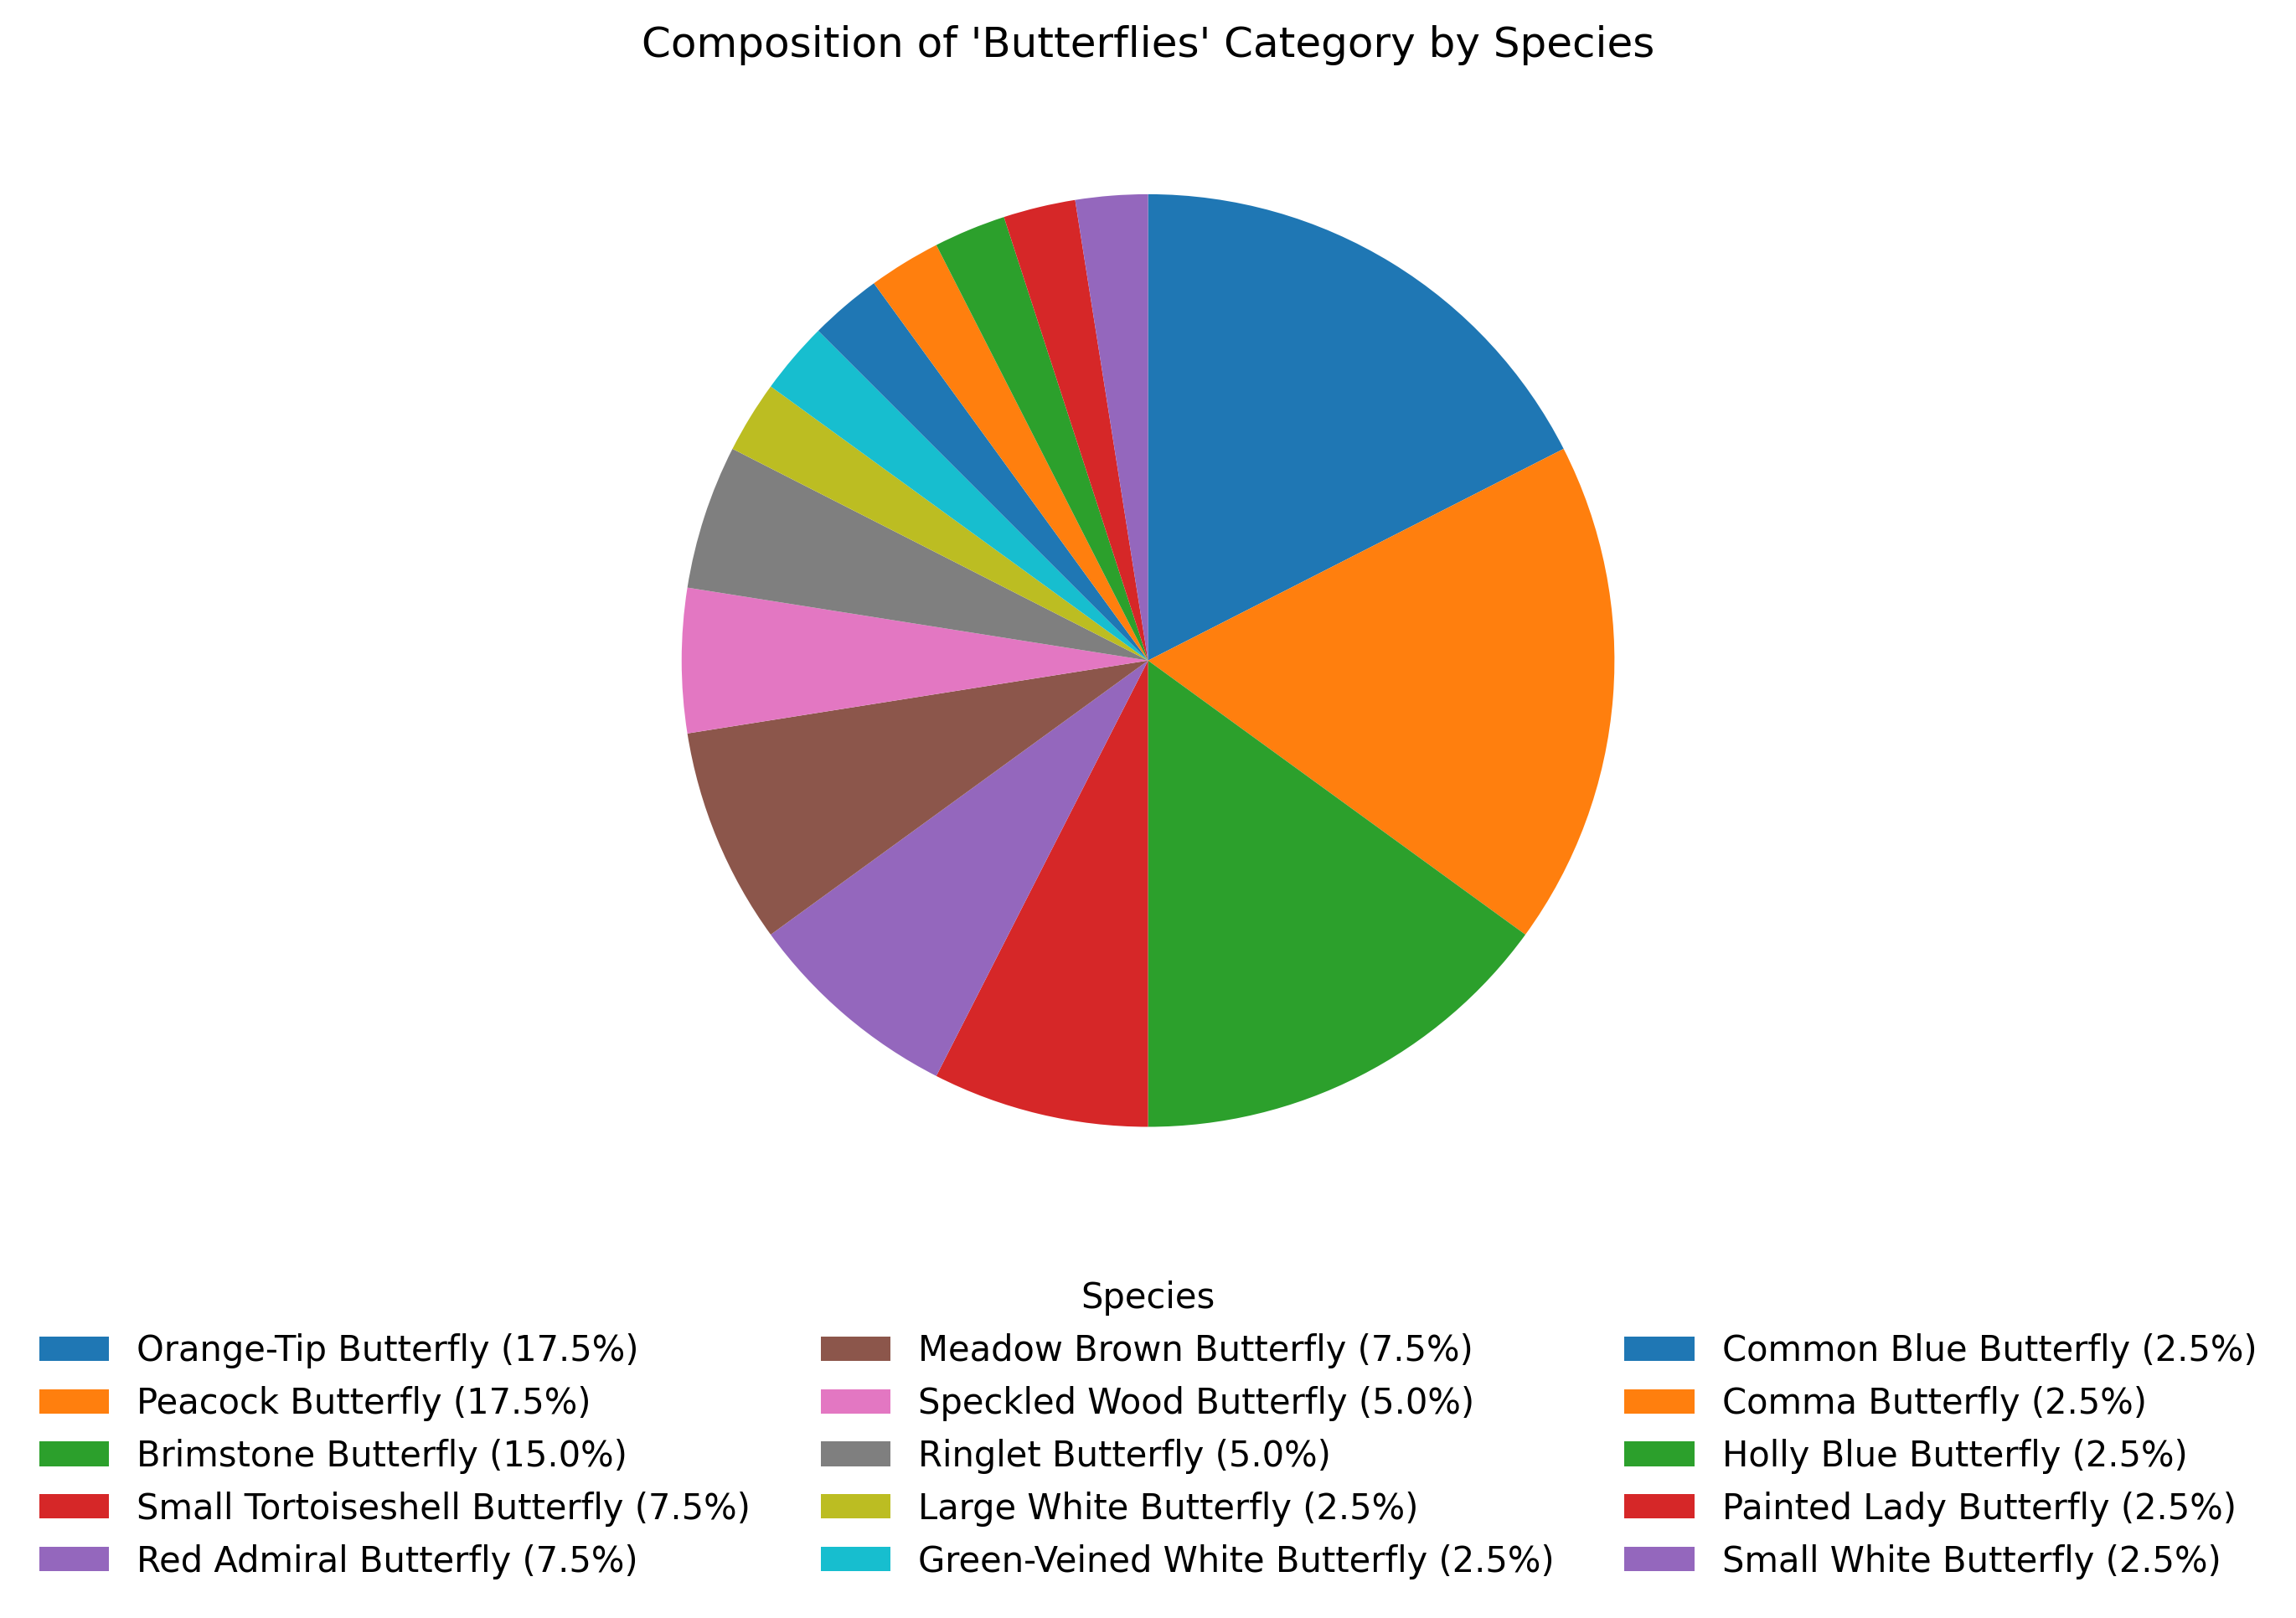 Composition of 'Butterflies' Category by Species
Species
Orange-Tip Butterfly (17.5%)
Peacock Butterfly (17.5%)
Brimstone Butterfly (15.0%)
Small Tortoiseshell Butterfly (7.5%)
Red Admiral Butterfly (7.5%)
Meadow Brown Butterfly (7.5%)
Speckled Wood Butterfly (5.0%)
Ringlet Butterfly (5.0%)
Large White Butterfly (2.5%)
Green-Veined White Butterfly (2.5%)
Common Blue Butterfly (2.5%)
Comma Butterfly (2.5%)
Holly Blue Butterfly (2.5%)
Painted Lady Butterfly (2.5%)
Small White Butterfly (2.5%)